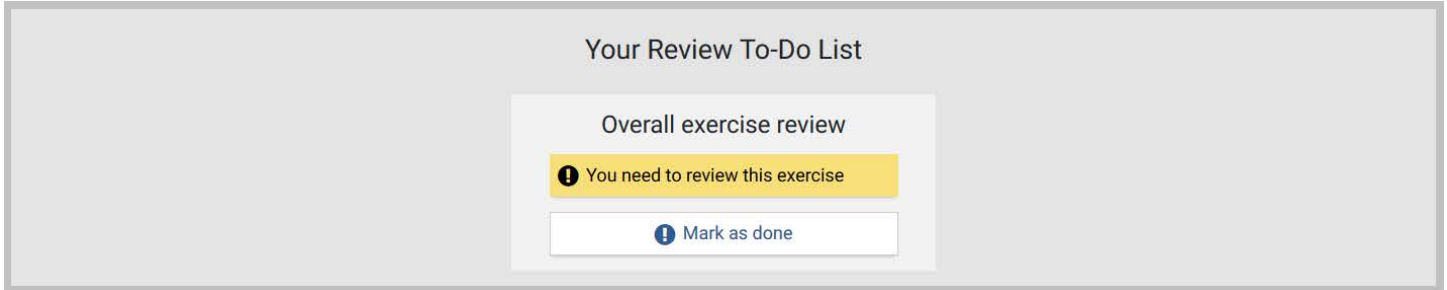 Your Review To-Do List
Overall exercise review
You need to review this exercise
Mark as done